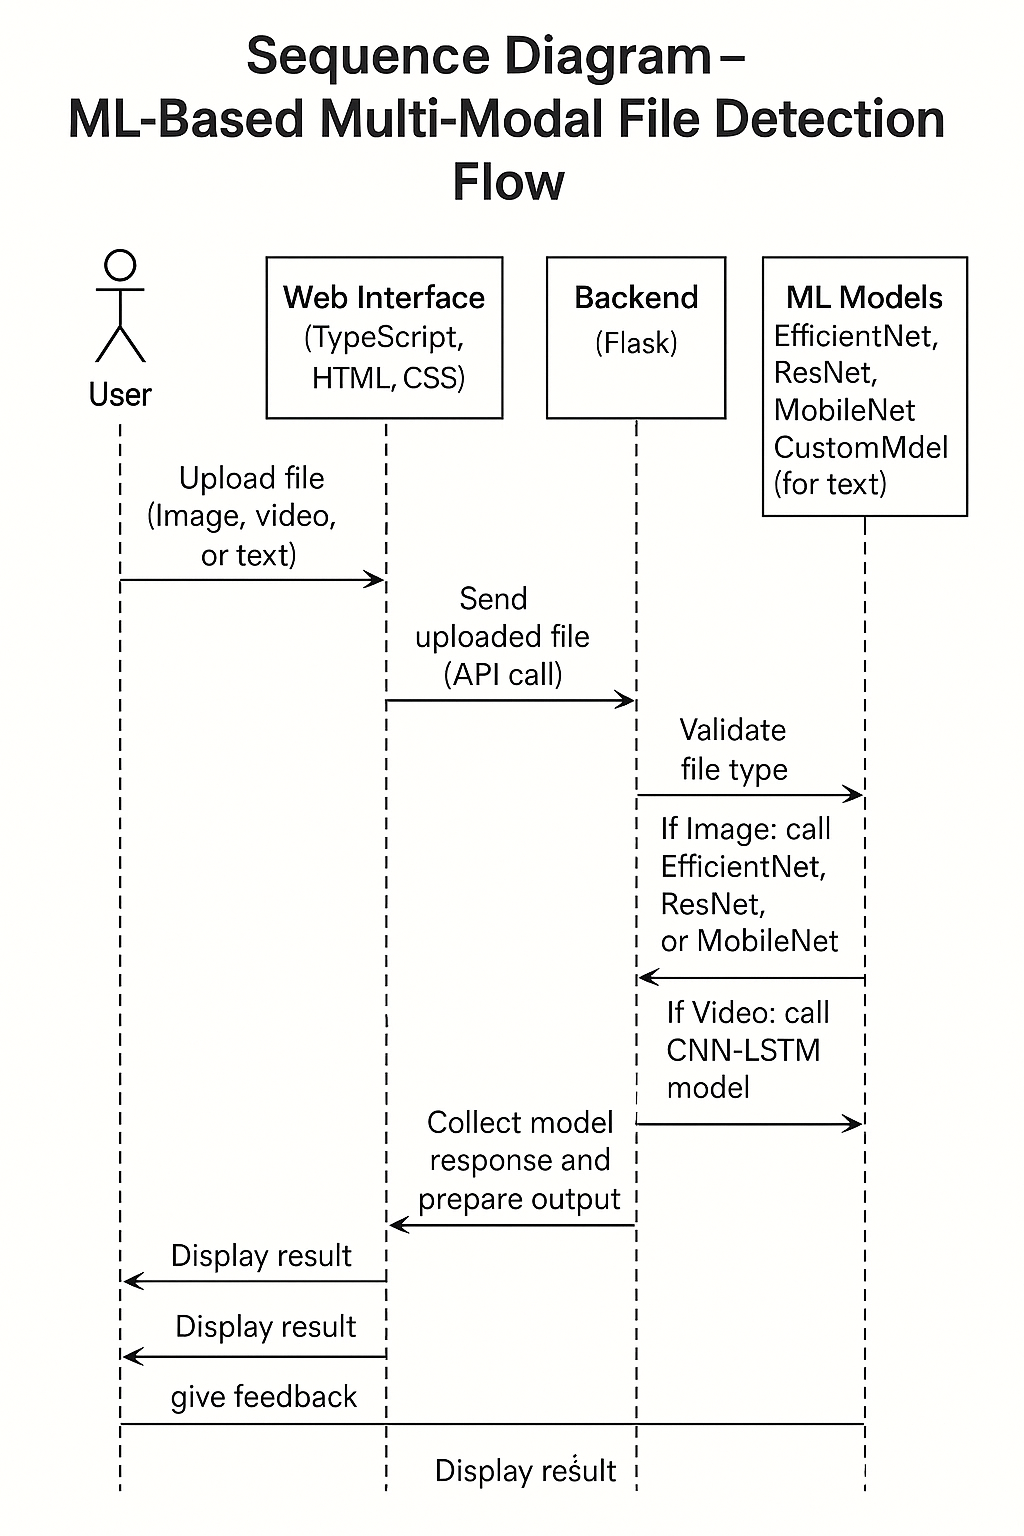 Sequence Diagram –
ML-Based Multi-Modal File Detection
Flow
User
Web Interface
(TypeScript,
HTML, CSS)
Backend
(Flask)
ML Models
EfficientNet,
ResNet,
MobileNet
CustomMdel
(for text)
Upload file
(Image, video,
or text)
Send
uploaded file
(API call)
Validate
file type
If Image: call
EfficientNet,
ResNet,
or MobileNet
If Video: call
CNN-LSTM
model
Collect model
response and
prepare output
Display result
Display result
give feedback
Display result